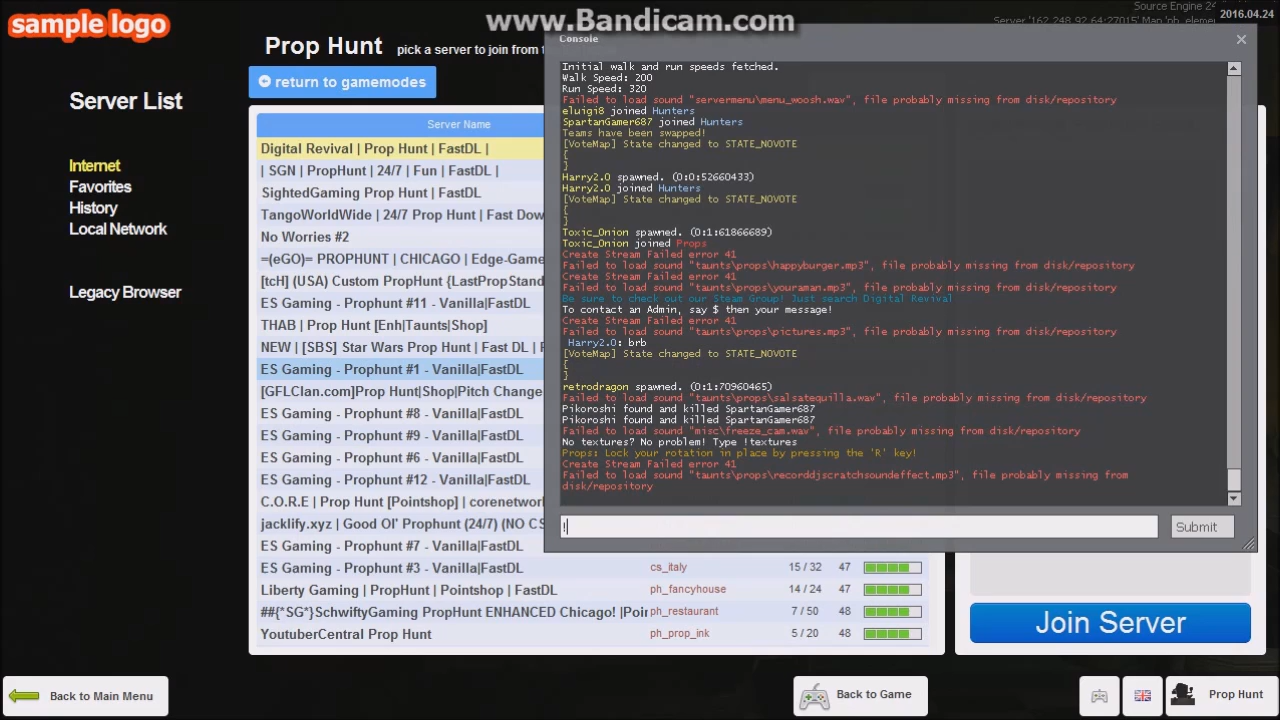 sample logo
www.Bandicam.com
Source Engine 24
Server '162.248.92.64:27015' Map 'ph_elemen
2016.04.24
Prop Hunt
pick a server to join from t
return to gamemodes
Server List
Internet
Favorites
History
Local Network
Legacy Browser
Server Name
Digital Revival | Prop Hunt | FastDL |
| SGN | PropHunt | 24/7 | Fun | FastDL |
SightedGaming Prop Hunt | FastDL
TangoWorldWide | 24/7 Prop Hunt | Fast Dow
No Worries #2
=(eGO)= PROPHUNT | CHICAGO | Edge-Game
[tcH] (USA) Custom PropHunt {LastPropStand
ES Gaming - Prophunt #11 - Vanilla|FastDL
THAB | Prop Hunt [Enh|Taunts|Shop]
NEW | [SBS] Star Wars Prop Hunt | Fast DL | F
ES Gaming - Prophunt #1 - Vanilla|FastDL
[GFLClan.com]Prop Hunt|Shop|Pitch Change
ES Gaming - Prophunt #8 - Vanilla|FastDL
ES Gaming - Prophunt #9 - Vanilla|FastDL
ES Gaming - Prophunt #6 - Vanilla|FastDL
ES Gaming - Prophunt #12 - Vanilla|FastDL
C.O.R.E | Prop Hunt [Pointshop] | corenetwork
jacklify.xyz | Good Ol' Prophunt (24/7) (NO CS
ES Gaming - Prophunt #7 - Vanilla|FastDL
ES Gaming - Prophunt #3 - Vanilla|FastDL cs_italy 15 / 32 47
Liberty Gaming | PropHunt | Pointshop | FastDL ph_fancyhouse 14 / 24 47
##{*SG*}SchwiftyGaming PropHunt ENHANCED Chicago! |Poin ph_restaurant 7 / 50 48
YoutuberCentral Prop Hunt ph_prop_ink 5 / 20 48
Console
Initial walk and run speeds fetched.
Walk Speed: 200
Run Speed: 320
Failed to load sound "servermenu\menu_woosh.wav", file probably missing from disk/repository
eluigi8 joined Hunters
SpartanGamer687 joined Hunters
Teams have been swapped!
[VoteMap] State changed to STATE_NOVOTE
{
}
Harry2.0 spawned. (0:0:52660433)
Harry2.0 joined Hunters
[VoteMap] State changed to STATE_NOVOTE
{
}
Toxic_Onion spawned. (0:1:61866689)
Toxic_Onion joined Props
Create Stream Failed error 41
Failed to load sound "taunts\props\happyburger.mp3", file probably missing from disk/repository
Create Stream Failed error 41
Failed to load sound "taunts\props\youraman.mp3", file probably missing from disk/repository
Be sure to check out our Steam Group! Just search Digital Revival
To contact an Admin, say $ then your message!
Create Stream Failed error 41
Failed to load sound "taunts\props\pictures.mp3", file probably missing from disk/repository
Harry2.0: brb
[VoteMap] State changed to STATE_NOVOTE
{
}
retrodragon spawned. (0:1:70960465)
Failed to load sound "taunts\props\salsatequilla.wav", file probably missing from disk/repository
Pikoroshi found and killed SpartanGamer687
Pikoroshi found and killed SpartanGamer687
Failed to load sound "misc\freeze_cam.wav", file probably missing from disk/repository
No textures? No problem! Type !textures
Props: Lock your rotation in place by pressing the 'R' key!
Create Stream Failed error 41
Failed to load sound "taunts\props\recorddjscratchsoundeffect.mp3", file probably missing from
disk/repository
!
Submit
Join Server
Back to Main Menu
Back to Game
Prop Hunt